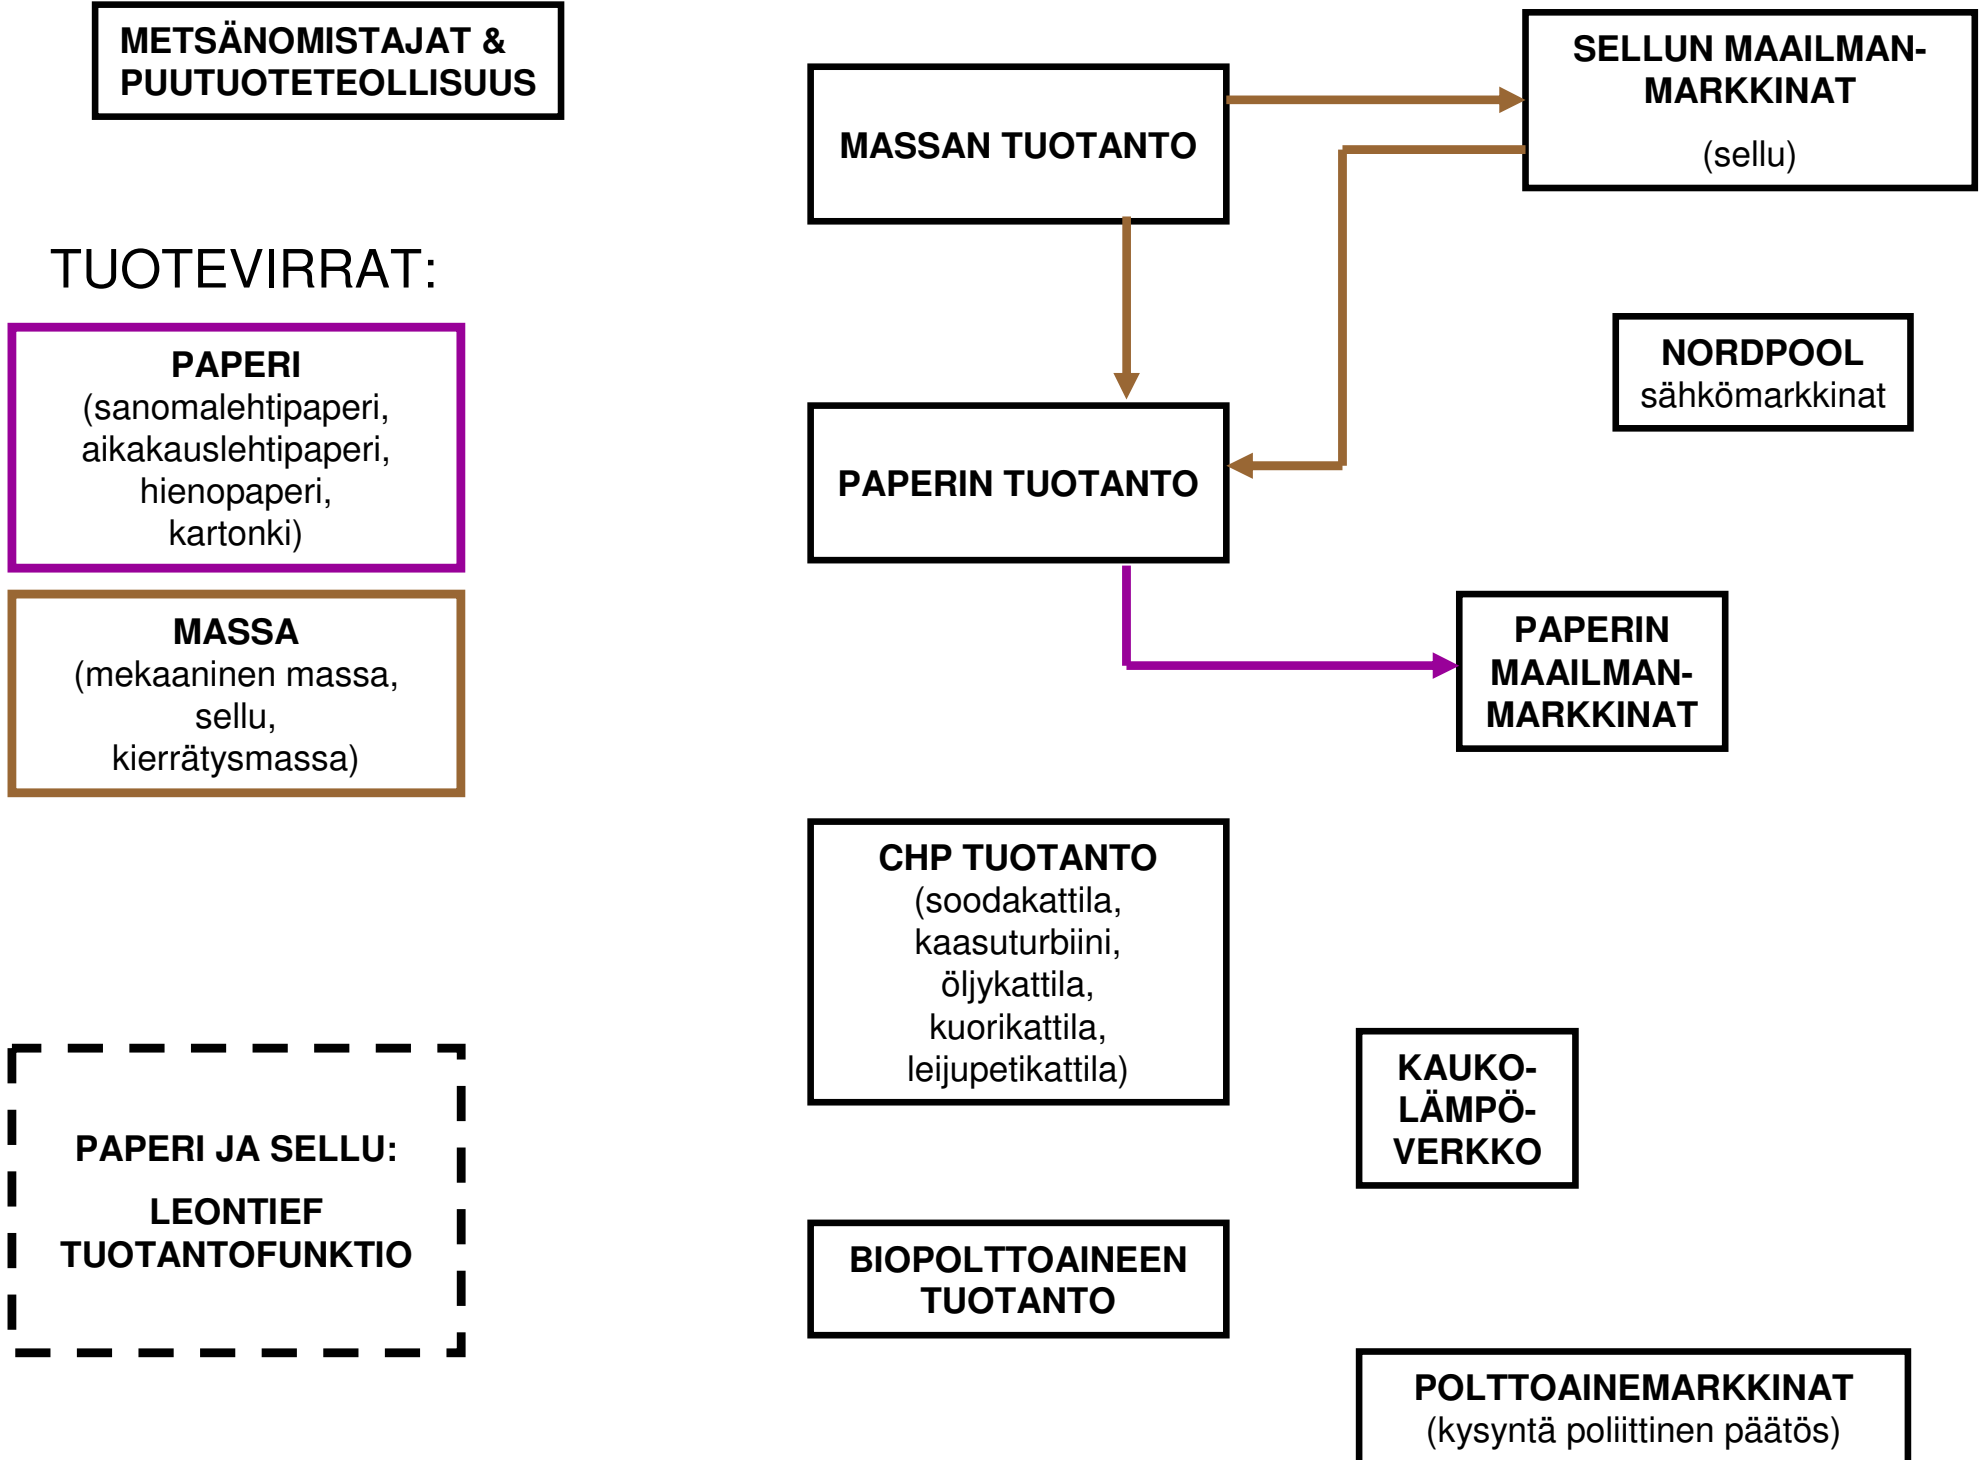 METSÄNOMISTAJAT &
PUUTUOTETEOLLISUUS
MASSAN TUOTANTO
SELLUN MAAILMAN-
MARKKINAT
(sellu)
TUOTEVIRRAT:
PAPERI
(sanomalehtipaperi,
aikakauslehtipaperi,
hienopaperi,
kartonki)
NORDPOOL
sähkömarkkinat
PAPERIN TUOTANTO
MASSA
(mekaaninen massa,
sellu,
kierrätysmassa)
PAPERIN
MAAILMAN-
MARKKINAT
CHP TUOTANTO
(soodakattila,
kaasuturbiini,
öljykattila,
kuorikattila,
leijupetikattila)
KAUKO-
LÄMPÖ-
VERKKO
PAPERI JA SELLU:
LEONTIEF
TUOTANTOFUNKTIO
BIOPOLTTOAINEEN
TUOTANTO
POLTTOAINEMARKKINAT
(kysyntä poliittinen päätös)